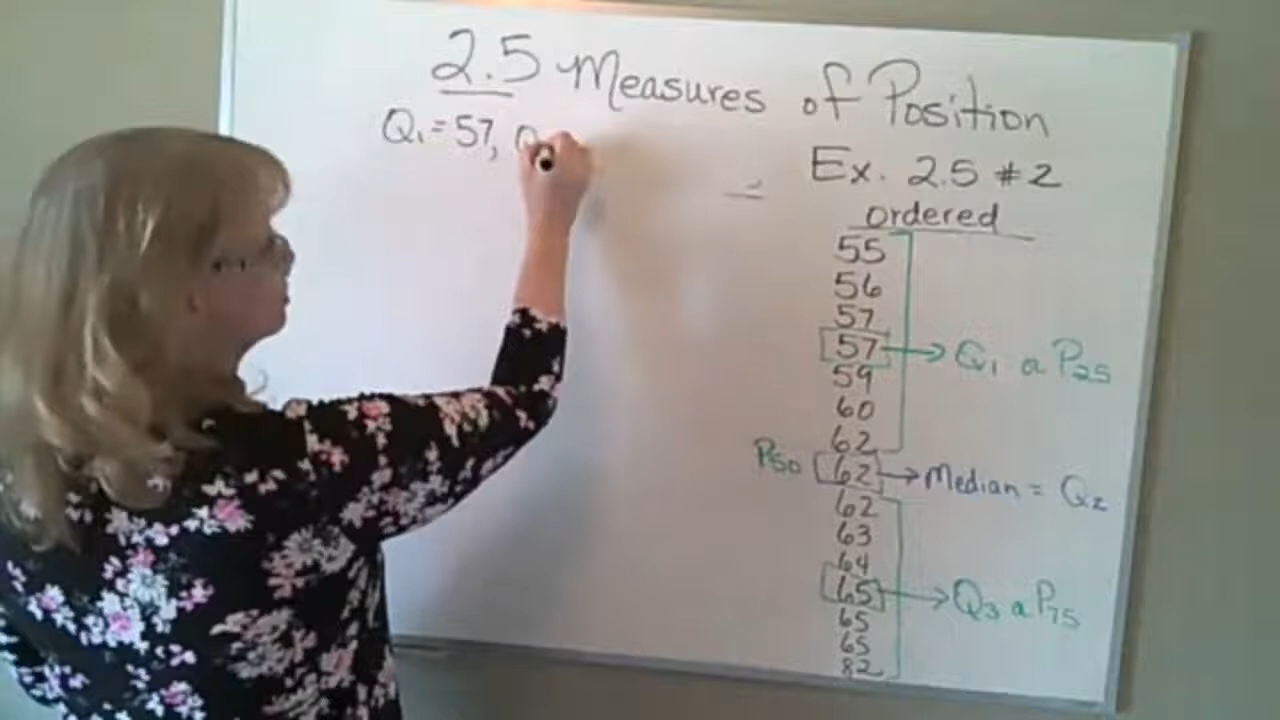 2.5 Measures of Position
Q₁ = 57, Q
Ex. 2.5 #2
ordered
55
56
57
57 → Q₁ a P₂₅
59
60
62
P₅₀ 62 → Median = Q₂
62
63
64
65 → Q₃ a P₇₅
65
65
82